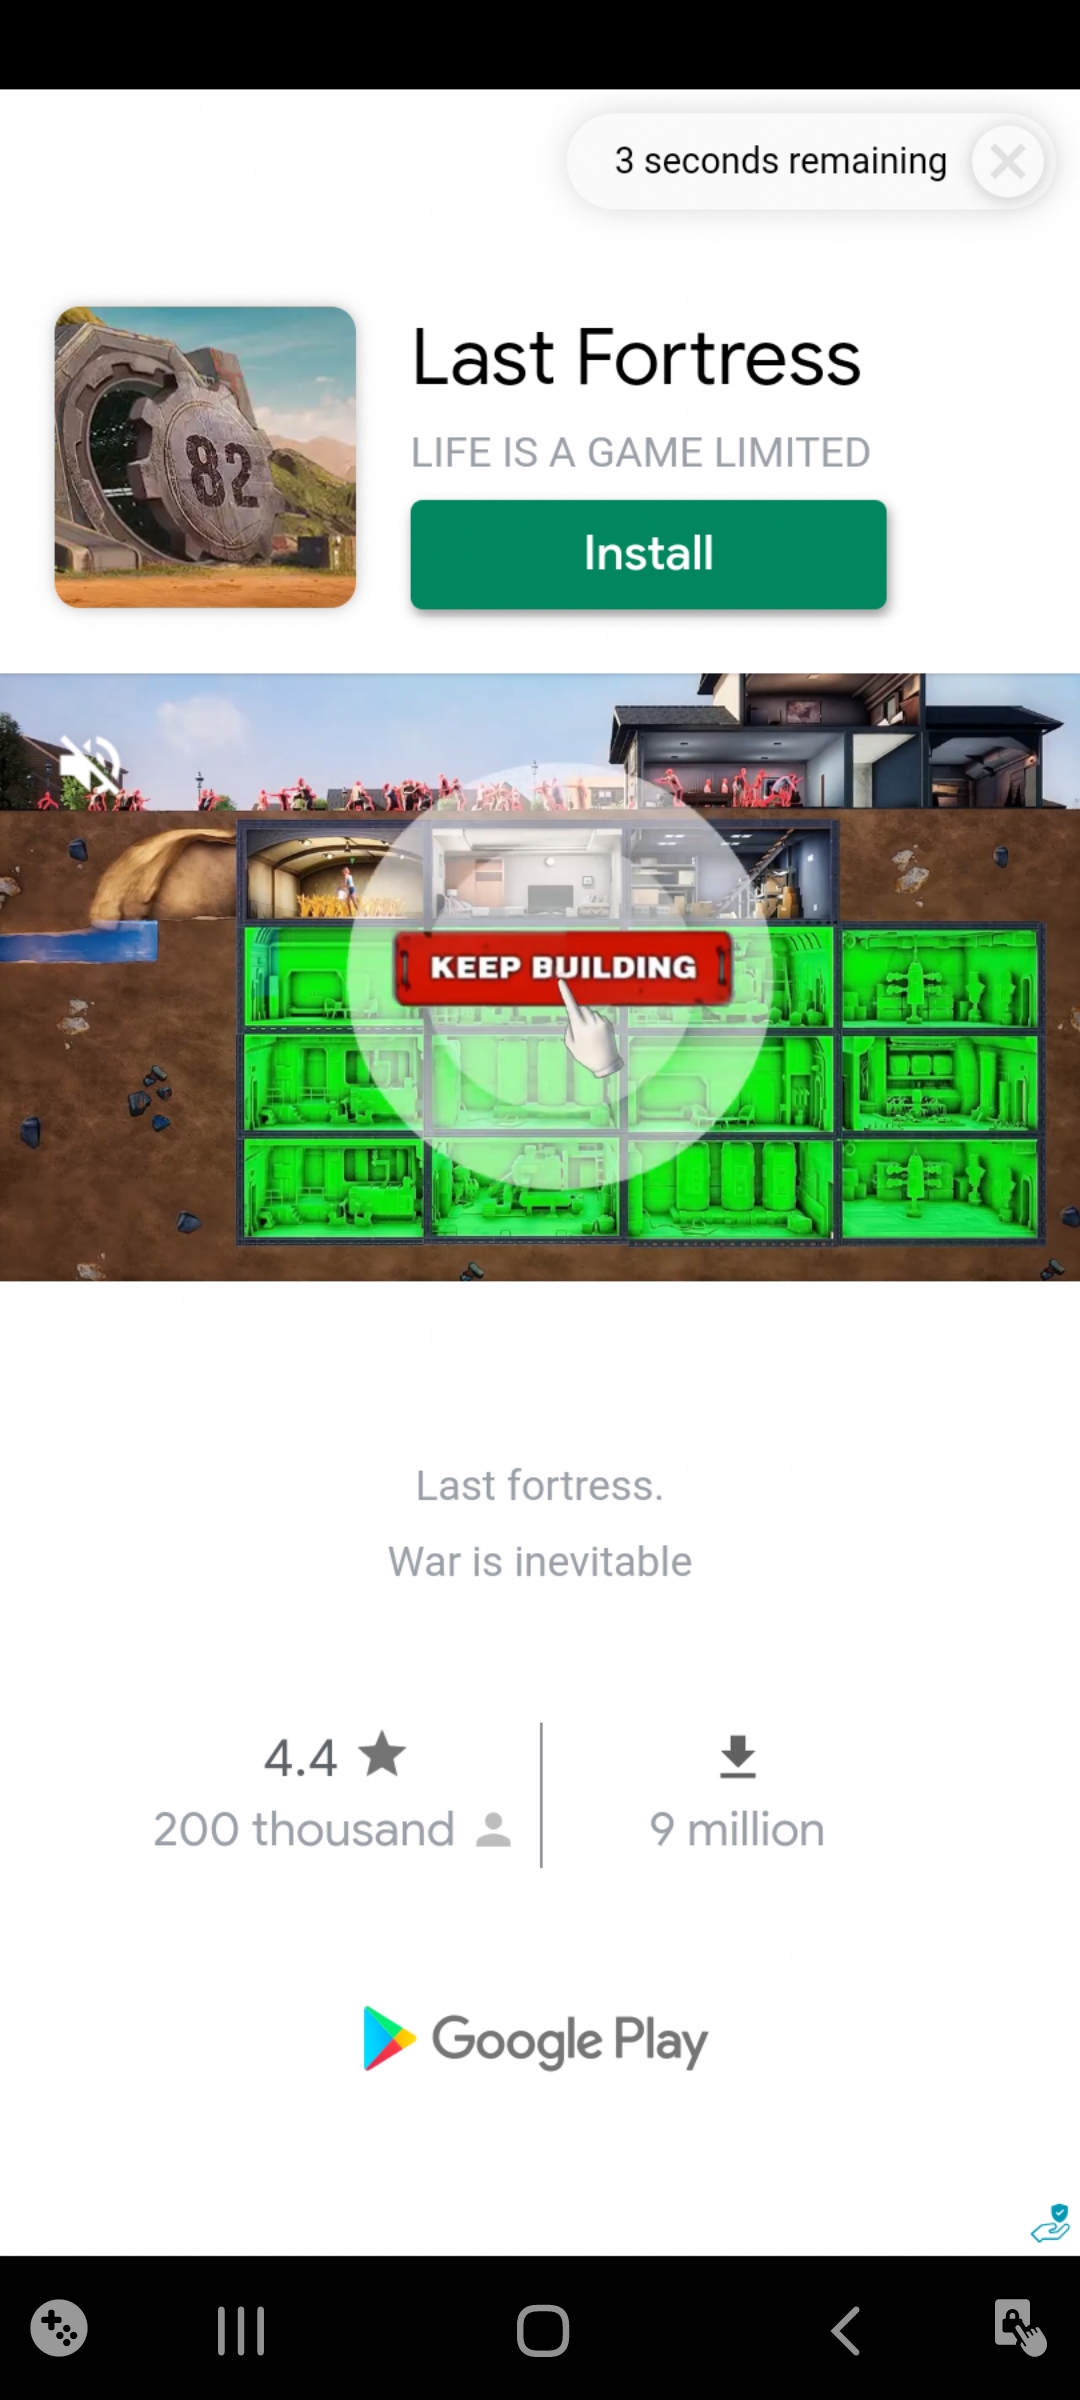 3 seconds remaining
Last Fortress
LIFE IS A GAME LIMITED
82
Install
KEEP BUILDING
Last fortress.
War is inevitable
4.4
200 thousand
9 million
Google Play